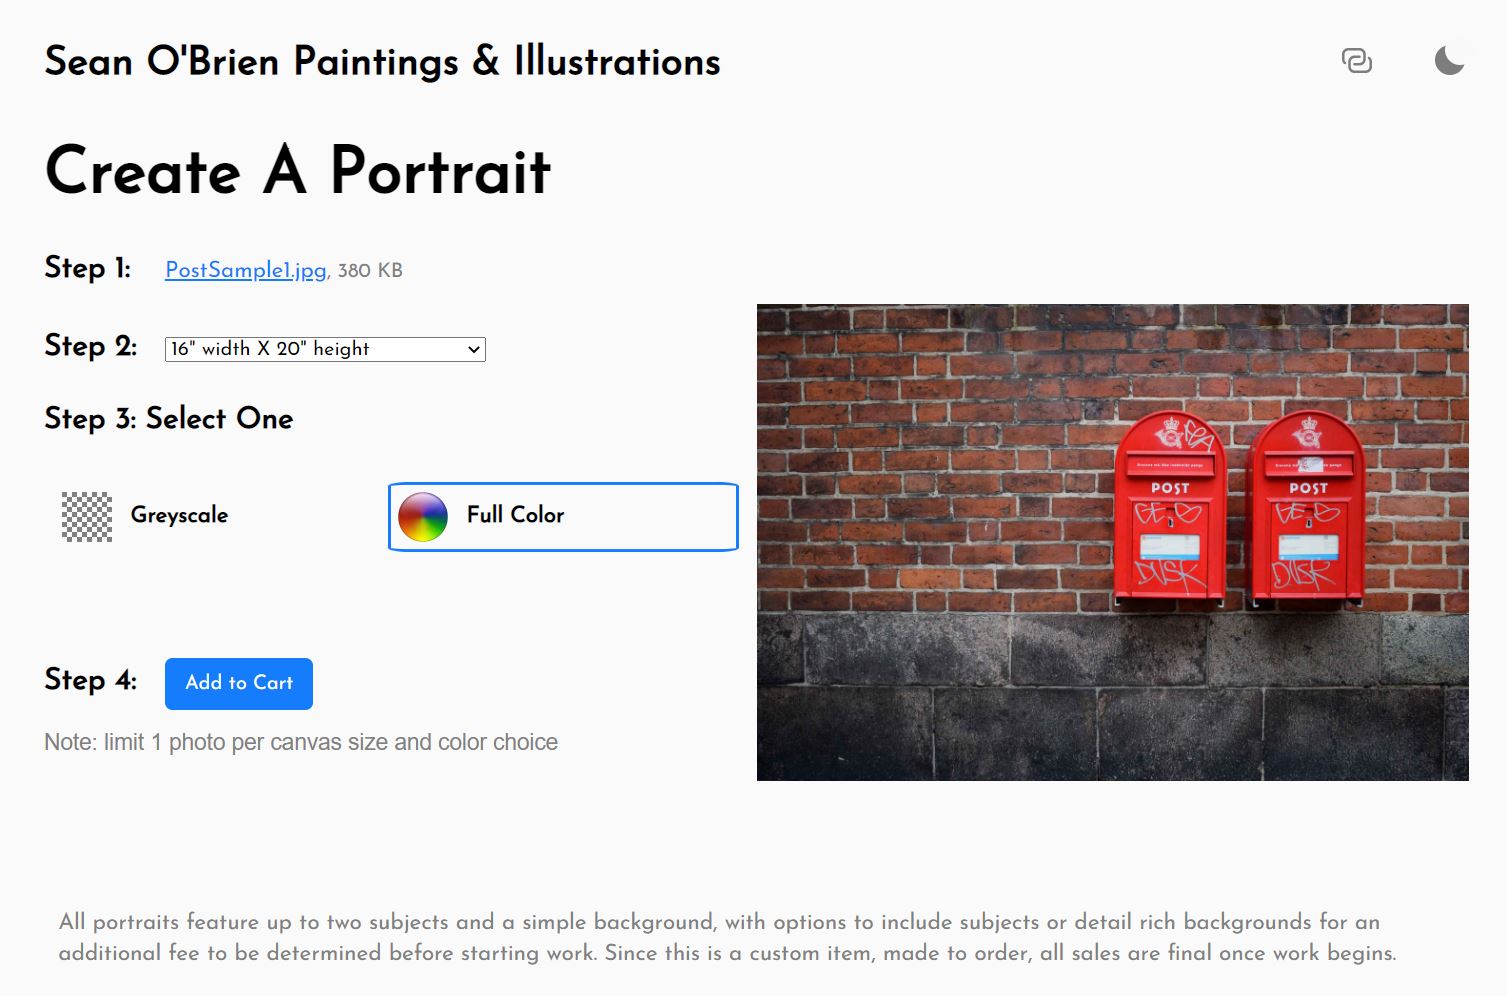 Sean O'Brien Paintings & Illustrations
Create A Portrait
Step 1: PostSample1.jpg, 380 KB
Step 2: 16" width X 20" height
Step 3: Select One
Greyscale Full Color
Step 4: Add to Cart
Note: limit 1 photo per canvas size and color choice
POST POST
DUSK
All portraits feature up to two subjects and a simple background, with options to include subjects or detail rich backgrounds for an
additional fee to be determined before starting work. Since this is a custom item, made to order, all sales are final once work begins.